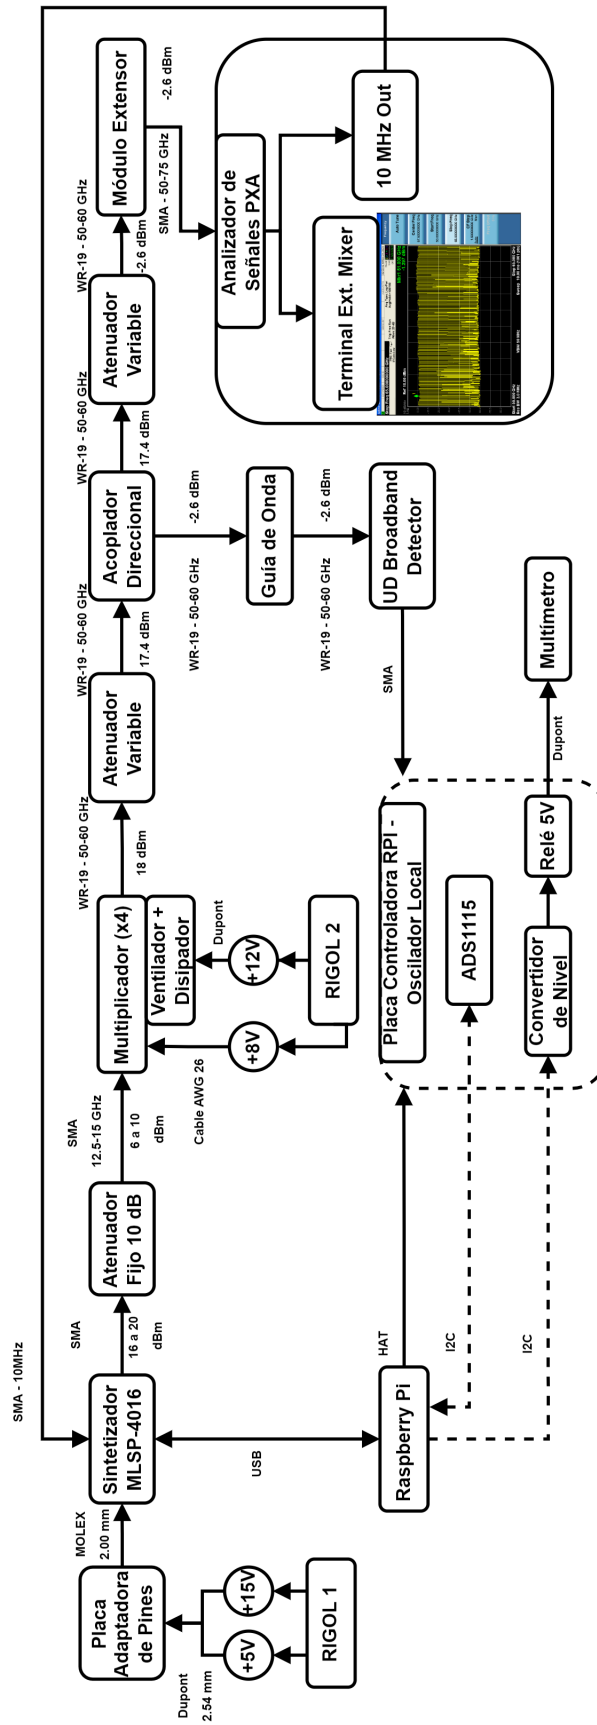 SMA - 10MHz
Placa
Adaptadora
de Pines
Dupont
2.54 mm
+5V
+15V
RIGOL 1
MOLEX
2.00 mm
Sintetizador
MLSP-4016
USB
SMA
16 a 20
dBm
Atenuador
Fijo 10 dB
SMA
12.5-15 GHz
6 a 10
dBm
Multiplicador (x4)
Ventilador +
Disipador
Cable AWG 26
Dupont
+8V
+12V
RIGOL 2
WR-19 - 50-60 GHz
18 dBm
Atenuador
Variable
WR-19 - 50-60 GHz
17.4 dBm
Acoplador
Direccional
WR-19 - 50-60 GHz
-2.6 dBm
Guía de Onda
WR-19 - 50-60 GHz
-2.6 dBm
UD Broadband
Detector
SMA
WR-19 - 50-60 GHz
17.4 dBm
Atenuador
Variable
WR-19 - 50-60 GHz
-2.6 dBm
Módulo Extensor
SMA - 50-75 GHz
-2.6 dBm
Analizador de
Señales PXA
Terminal Ext. Mixer
10 MHz Out
Raspberry Pi
HAT
I2C
I2C
Placa Controladora RPI -
Oscilador Local
ADS1115
Convertidor
de Nivel
Relé 5V
Dupont
Multímetro